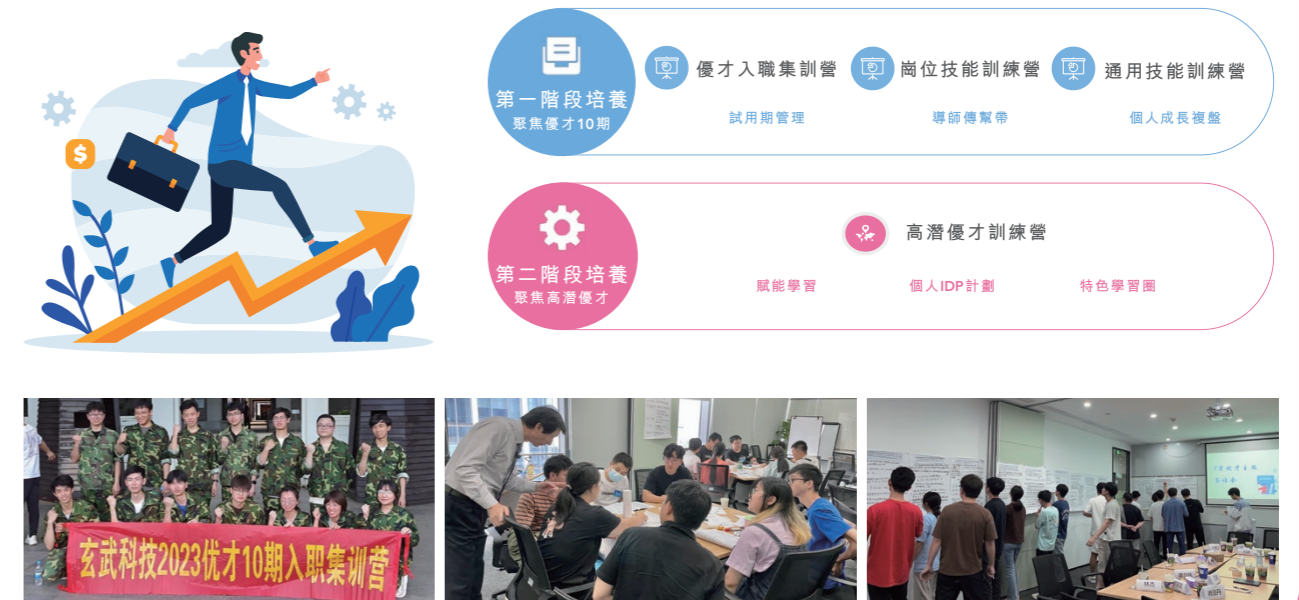 第一階段培養
聚焦優才10期
優才入職集訓營
崗位技能訓練營
通用技能訓練營
試用期管理
導師傳幫帶
個人成長複盤
$
第二階段培養
聚焦高潛優才
高潛優才訓練營
賦能學習
個人IDP計劃
特色學習圈
玄武科技2023优才10期入职集训营